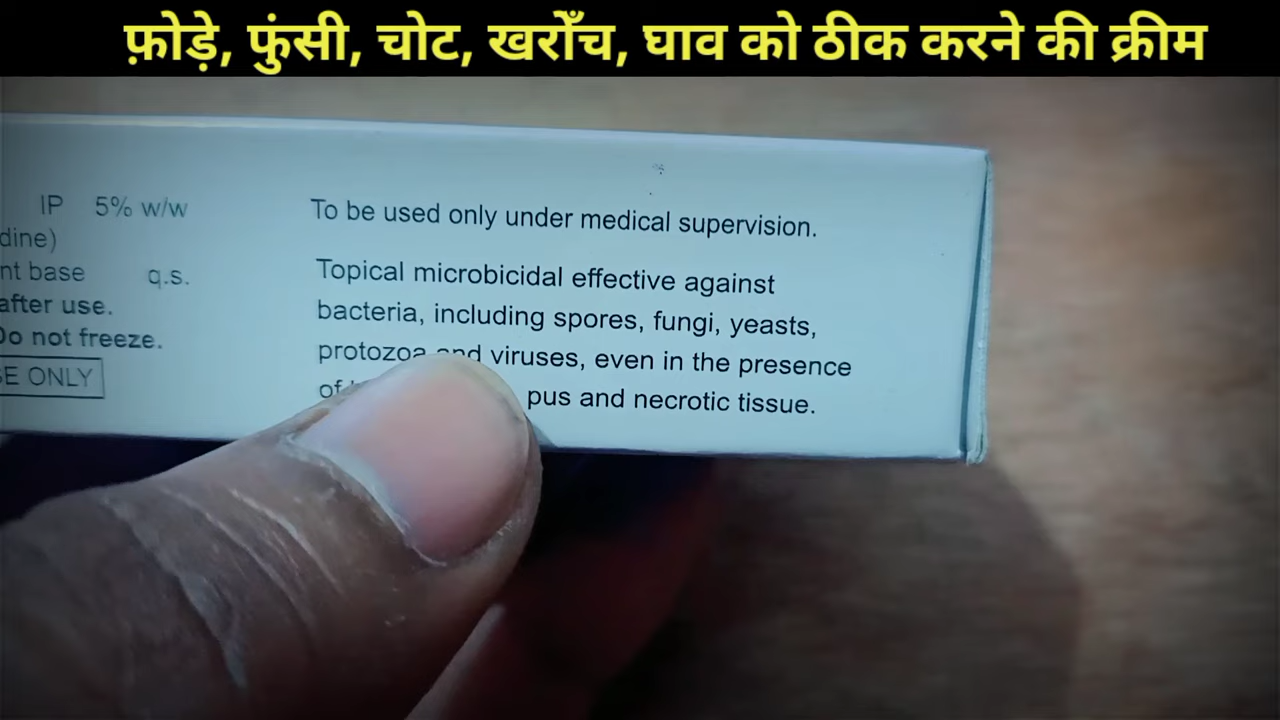 फ़ोड़े, फुंसी, चोट, खरोँच, घाव को ठीक करने की क्रीम
IP 5% w/w
dine)
nt base q.s.
after use.
Do not freeze.
E ONLY
To be used only under medical supervision.
Topical microbicidal effective against
bacteria, including spores, fungi, yeasts,
protozoa and viruses, even in the presence
of pus and necrotic tissue.